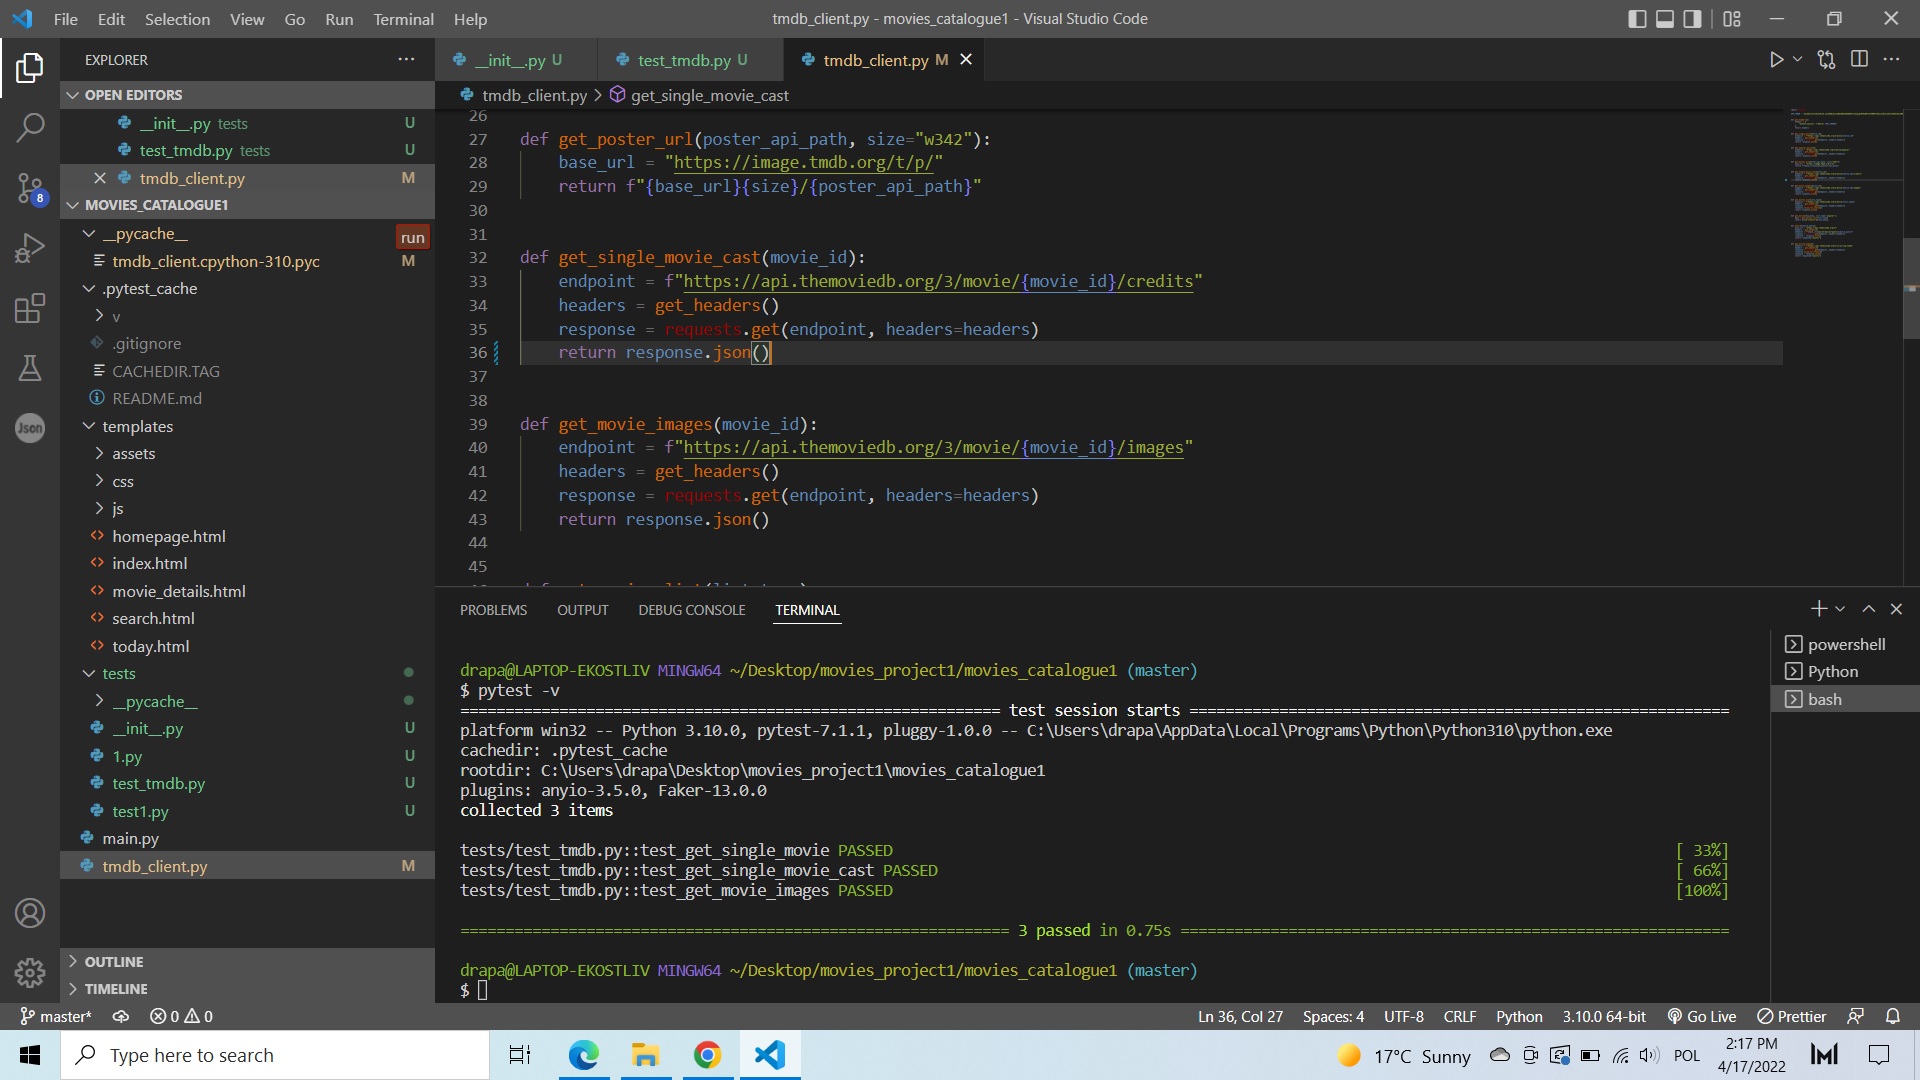 File Edit Selection View Go Run Terminal Help
tmdb_client.py - movies_catalogue1 - Visual Studio Code
EXPLORER
OPEN EDITORS
__init__.py tests U
test_tmdb.py tests U
tmdb_client.py M
MOVIES_CATALOGUE1
__pycache__
run
tmdb_client.cpython-310.pyc M
.pytest_cache
v
.gitignore
CACHEDIR.TAG
README.md
templates
assets
css
js
homepage.html
index.html
movie_details.html
search.html
today.html
tests
__pycache__
__init__.py U
1.py U
test_tmdb.py U
test1.py U
main.py
tmdb_client.py M
OUTLINE
TIMELINE
8
Json
__init__.py U test_tmdb.py U tmdb_client.py M
tmdb_client.py > get_single_movie_cast
26
27 def get_poster_url(poster_api_path, size="w342"):
28 base_url = "https://image.tmdb.org/t/p/"
29 return f"{base_url}{size}/{poster_api_path}"
30
31
32 def get_single_movie_cast(movie_id):
33 endpoint = f"https://api.themoviedb.org/3/movie/{movie_id}/credits"
34 headers = get_headers()
35 response = requests.get(endpoint, headers=headers)
36 return response.json()
37
38
39 def get_movie_images(movie_id):
40 endpoint = f"https://api.themoviedb.org/3/movie/{movie_id}/images"
41 headers = get_headers()
42 response = requests.get(endpoint, headers=headers)
43 return response.json()
44
45
PROBLEMS OUTPUT DEBUG CONSOLE TERMINAL
powershell
Python
bash
drapa@LAPTOP-EKOSTLIV MINGW64 ~/Desktop/movies_project1/movies_catalogue1 (master)
$ pytest -v
============================================================ test session starts ============================================================
platform win32 -- Python 3.10.0, pytest-7.1.1, pluggy-1.0.0 -- C:\Users\drapa\AppData\Local\Programs\Python\Python310\python.exe
cachedir: .pytest_cache
rootdir: C:\Users\drapa\Desktop\movies_project1\movies_catalogue1
plugins: anyio-3.5.0, Faker-13.0.0
collected 3 items
tests/test_tmdb.py::test_get_single_movie PASSED [ 33%]
tests/test_tmdb.py::test_get_single_movie_cast PASSED [ 66%]
tests/test_tmdb.py::test_get_movie_images PASSED [100%]
============================================================= 3 passed in 0.75s =============================================================
drapa@LAPTOP-EKOSTLIV MINGW64 ~/Desktop/movies_project1/movies_catalogue1 (master)
$
master* 0 0 Ln 36, Col 27 Spaces: 4 UTF-8 CRLF Python 3.10.0 64-bit Go Live Prettier
Type here to search
17°C Sunny
POL
2:17 PM
4/17/2022